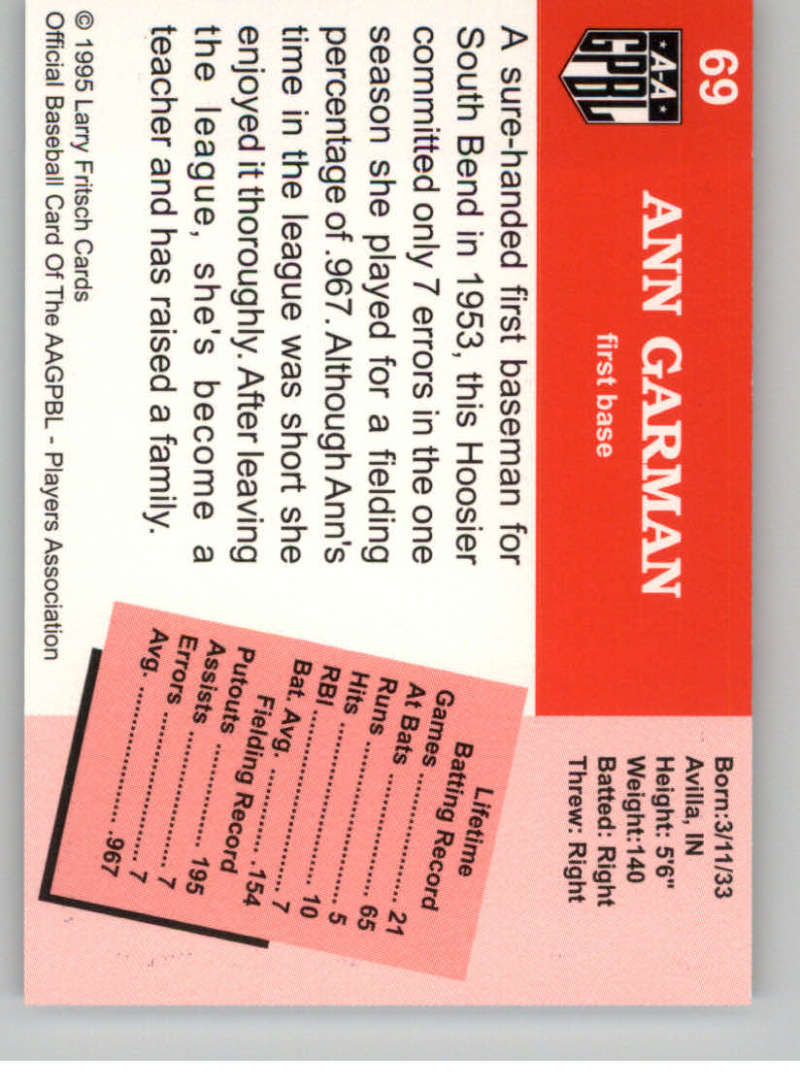 69
AA
GPBL
ANN GARMAN
first base
Born:3/11/33
Avilla, IN
Height: 5'6"
Weight:140
Batted: Right
Threw: Right
A sure-handed first baseman for
South Bend in 1953, this Hoosier
committed only 7 errors in the one
season she played for a fielding
percentage of .967. Although Ann's
time in the league was short she
enjoyed it thoroughly. After leaving
the league, she's become a
teacher and has raised a family.
Lifetime
Batting Record
Games ........................ 21
At Bats ........................ 65
Runs ........................ 5
Hits ........................ 10
RBI ........................ 7
Bat. Avg. ............. .154
Fielding Record
Putouts ................ 195
Assists .................... 7
Errors ...................... 7
Avg. ...................... .967
© 1995 Larry Fritsch Cards
Official Baseball Card Of The AAGPBL - Players Association